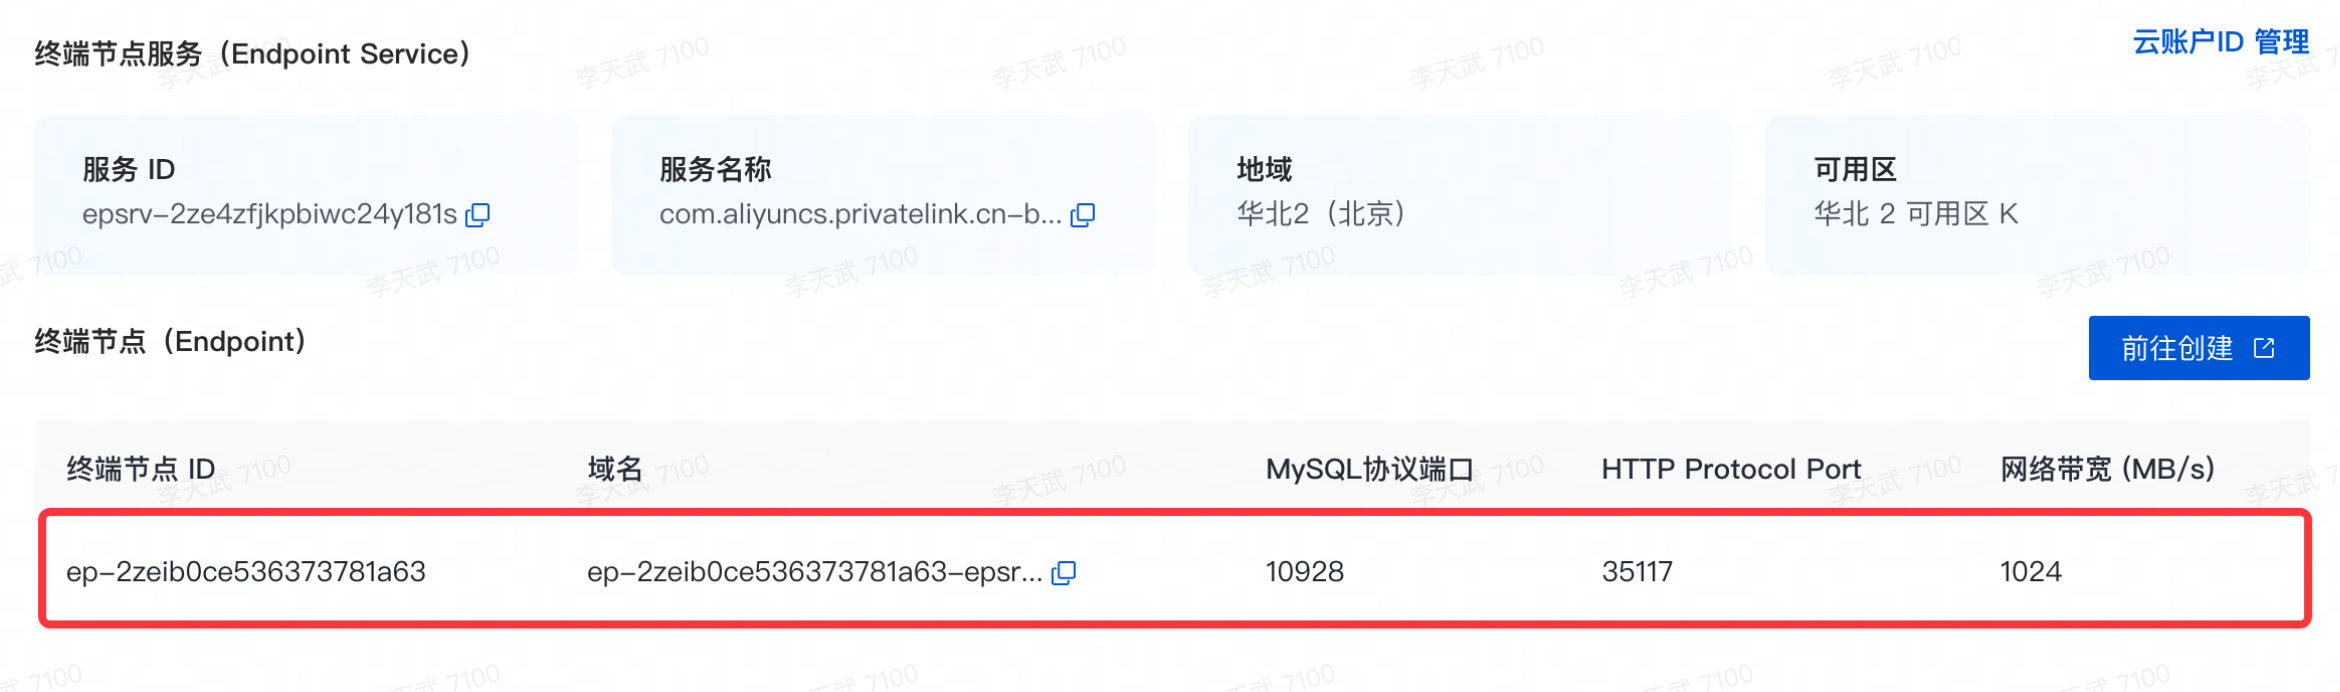 终端节点服务（Endpoint Service）
云账户ID 管理
服务 ID
epsrv-2ze4zfjkpbiwc24y181s
服务名称
com.aliyuncs.privatelink.cn-b...
地域
华北2（北京）
可用区
华北 2 可用区 K
终端节点（Endpoint）
前往创建
终端节点 ID 域名 MySQL协议端口 HTTP Protocol Port 网络带宽 (MB/s)
ep-2zeib0ce536373781a63 ep-2zeib0ce536373781a63-epsr... 10928 35117 1024
李天武 7100